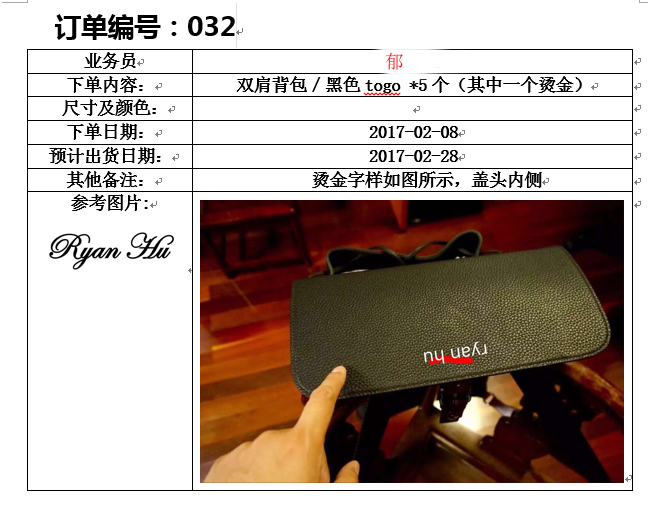 订单编号：032
业务员 郁
下单内容： 双肩背包／黑色 togo *5 个（其中一个烫金）
尺寸及颜色：
下单日期： 2017-02-08
预计出货日期： 2017-02-28
其他备注： 烫金字样如图所示，盖头内侧
参考图片:
Ryan Hu
ryan hu